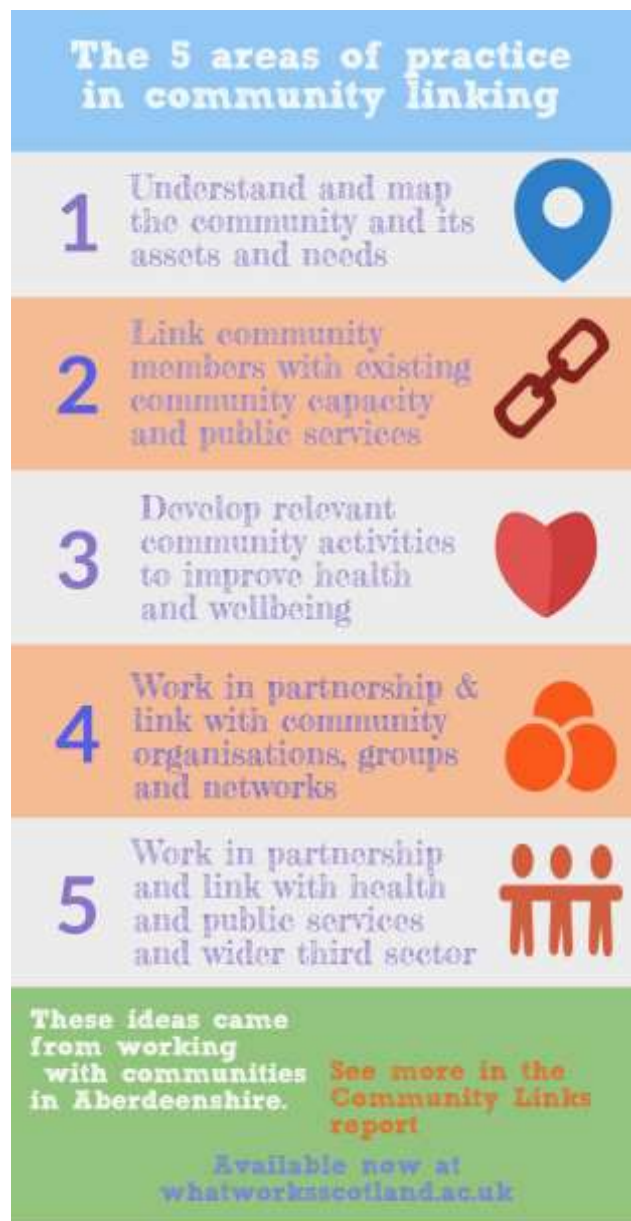 The 5 areas of practice
in community linking
1
Understand and map
the community and its
assets and needs
2
Link community
members with existing
community capacity
and public services
3
Develop relevant
community activities
to improve health
and wellbeing
4
Work in partnership &
link with community
organisations, groups
and networks
5
Work in partnership
and link with health
and public services
and wider third sector
These ideas came
from working
with communities
in Aberdeenshire.
See more in the
Community Links
report
Available now at
whatworksscotland.ac.uk